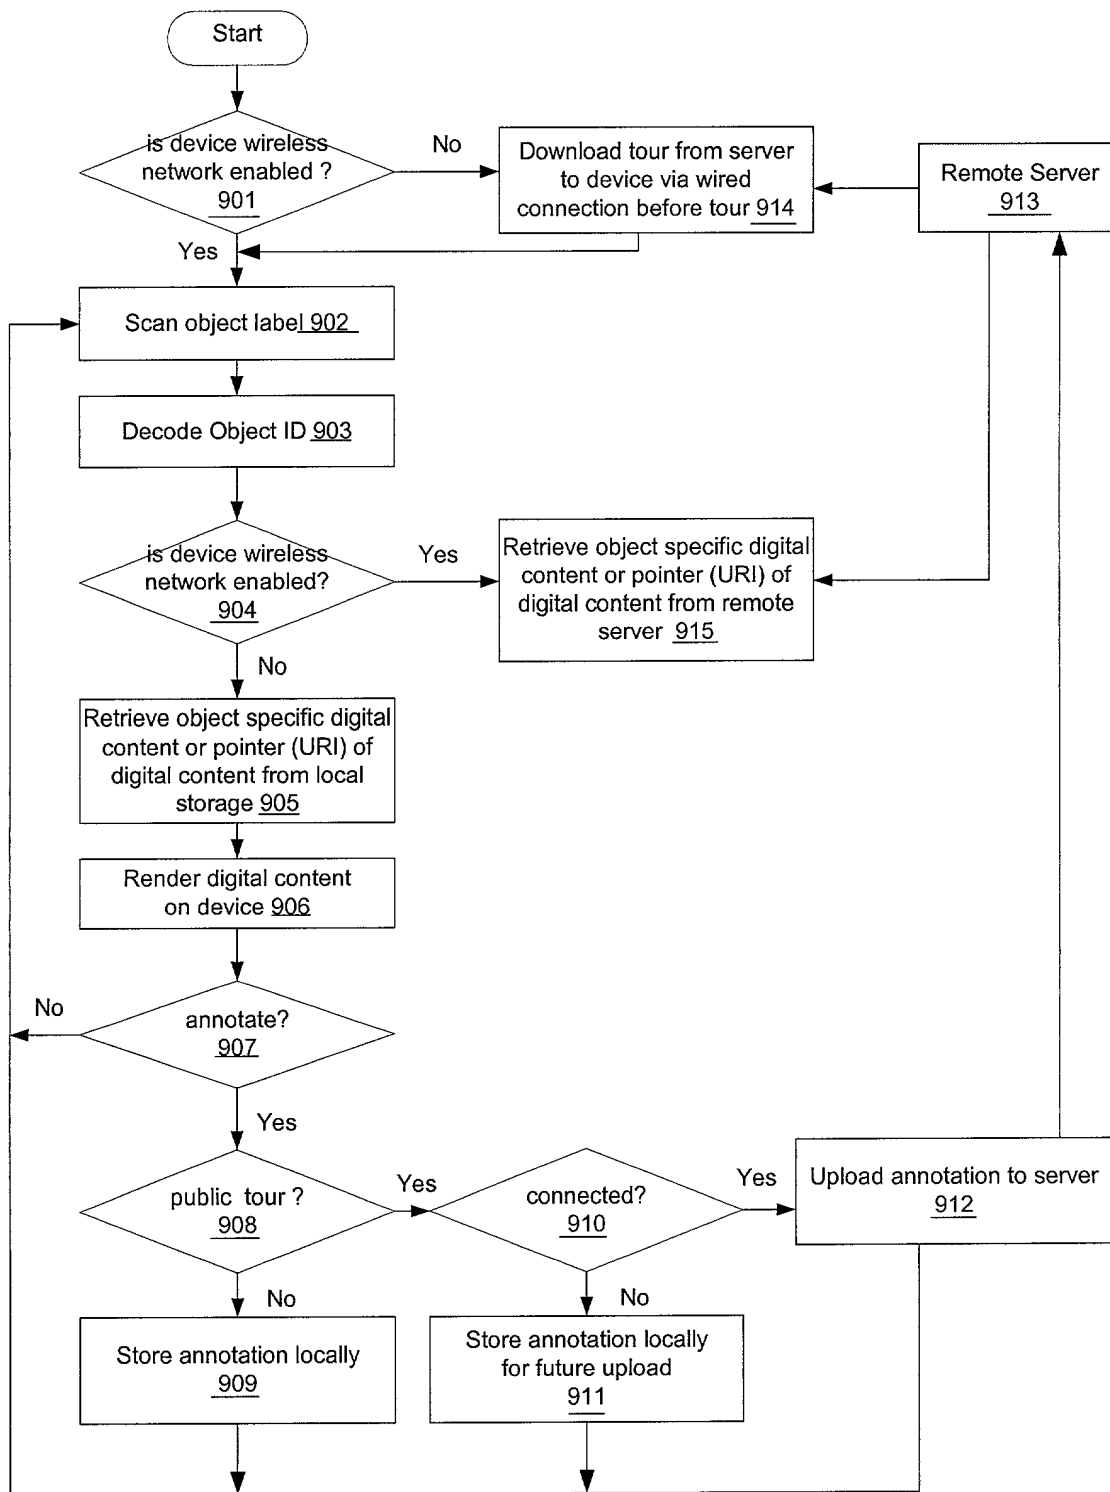 Start
is device wireless
network enabled ?
901
No
Download tour from server
to device via wired
connection before tour 914
Remote Server
913
Yes
Scan object label 902
Decode Object ID 903
is device wireless
network enabled?
904
Yes
Retrieve object specific digital
content or pointer (URI) of
digital content from remote
server 915
No
Retrieve object specific digital
content or pointer (URI) of
digital content from local
storage 905
Render digital content
on device 906
No
annotate?
907
Yes
public tour ?
908
Yes
connected?
910
Yes
Upload annotation to server
912
No
No
Store annotation locally
909
Store annotation locally
for future upload
911